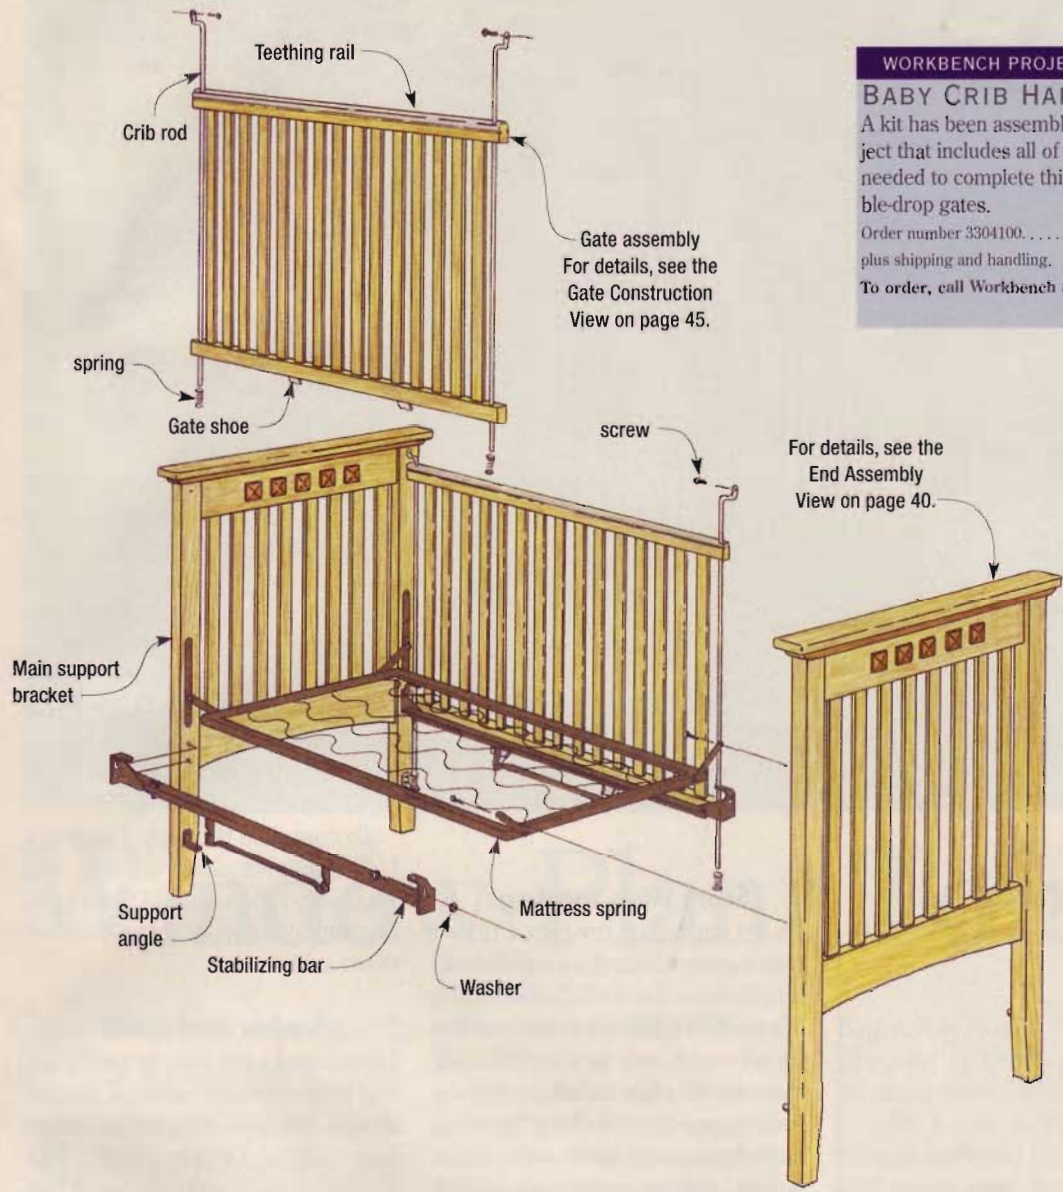 Teething rail
Crib rod
WORKBENCH PROJE
BABY CRIB HA
A kit has been assembl
ject that includes all of
needed to complete thi
ble-drop gates.
Order number 3304100. . . . .
plus shipping and handling.
To order, call Workbench
Gate assembly
For details, see the
Gate Construction
View on page 45.
spring
Gate shoe
screw
For details, see the
End Assembly
View on page 40.
Main support
bracket
Support
angle
Stabilizing bar
Mattress spring
Washer